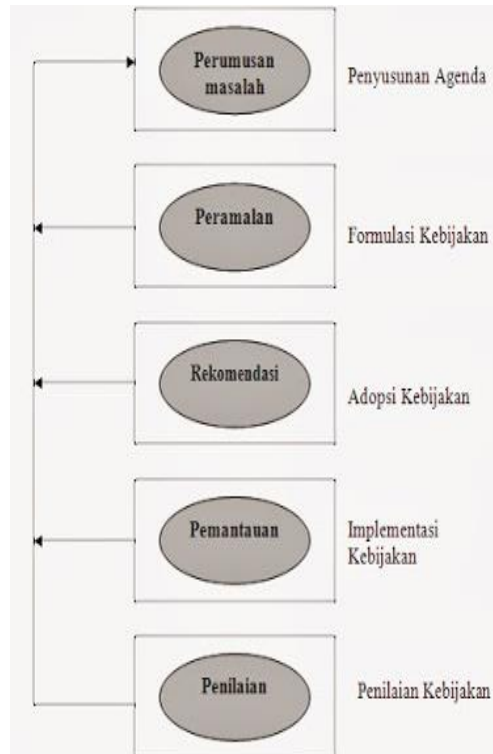 Perumusan
masalah
Penyusunan Agenda
Peramalan
Formulasi Kebijakan
Rekomendasi
Adopsi Kebijakan
Pemantauan
Implementasi
Kebijakan
Penilaian
Penilaian Kebijakan